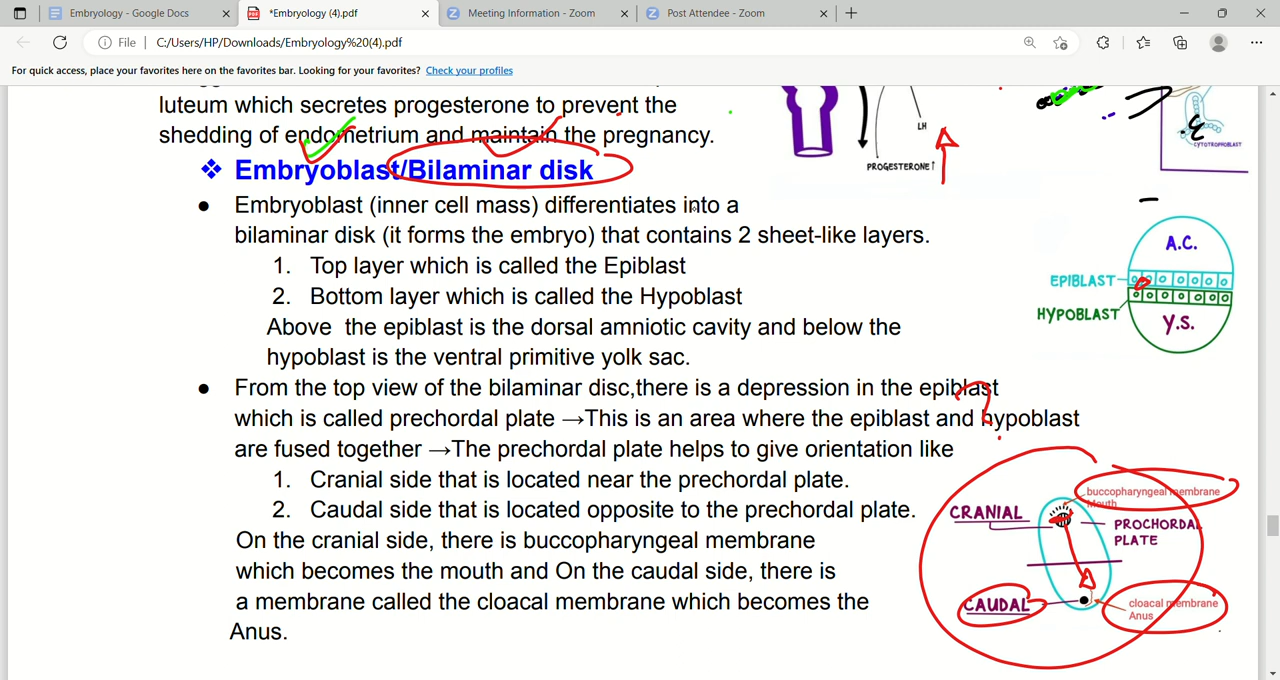 Embryology - Google Docs
*Embryology (4).pdf
Meeting Information - Zoom
Post Attendee - Zoom
File
C:/Users/HP/Downloads/Embryology%20(4).pdf
For quick access, place your favorites here on the favorites bar. Looking for your favorites? Check your profiles
luteum which secretes progesterone to prevent the
shedding of endometrium and maintain the pregnancy.
LH
PROGESTERONE↑
CYTOTROPHOBLAST
❖ Embryoblast/Bilaminar disk
● Embryoblast (inner cell mass) differentiates into a
bilaminar disk (it forms the embryo) that contains 2 sheet-like layers.
1. Top layer which is called the Epiblast
2. Bottom layer which is called the Hypoblast
Above the epiblast is the dorsal amniotic cavity and below the
hypoblast is the ventral primitive yolk sac.
A.C.
EPIBLAST
HYPOBLAST
Y.S.
● From the top view of the bilaminar disc,there is a depression in the epiblast
which is called prechordal plate →This is an area where the epiblast and hypoblast
are fused together →The prechordal plate helps to give orientation like
1. Cranial side that is located near the prechordal plate.
2. Caudal side that is located opposite to the prechordal plate.
On the cranial side, there is buccopharyngeal membrane
which becomes the mouth and On the caudal side, there is
a membrane called the cloacal membrane which becomes the
Anus.
buccopharyngeal membrane
Mouth
CRANIAL
PROCHORDAL
PLATE
CAUDAL
cloacal membrane
Anus